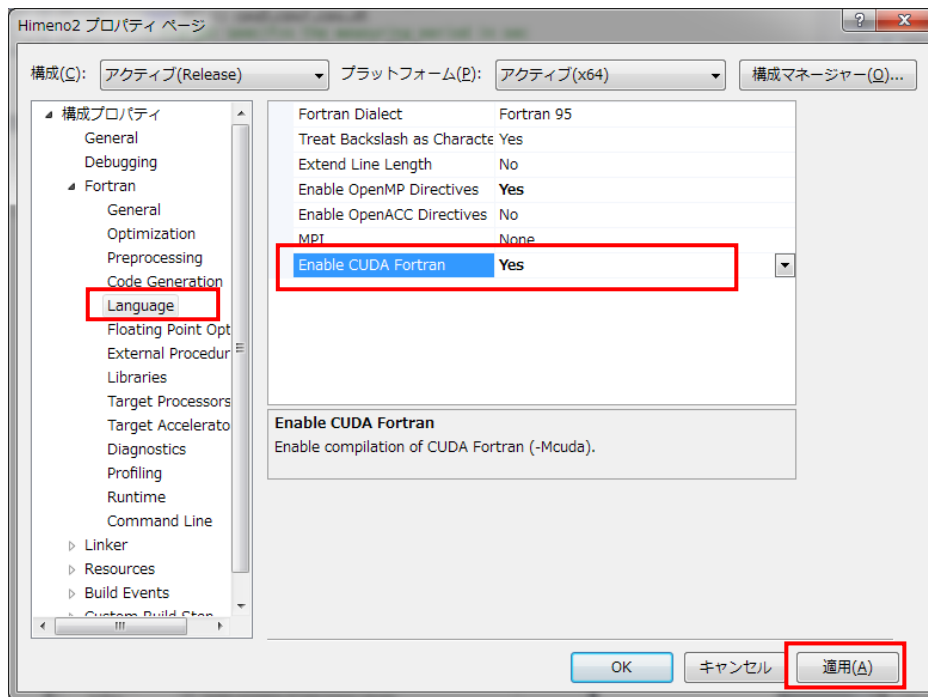 Himeno2 プロパティ ページ
構成(C): アクティブ(Release) プラットフォーム(P): アクティブ(x64) 構成マネージャー(O)...
構成プロパティ
General
Debugging
Fortran
General
Optimization
Preprocessing
Code Generation
Language
Floating Point Opt
External Procedur
Libraries
Target Processors
Target Accelerato
Diagnostics
Profiling
Runtime
Command Line
Linker
Resources
Build Events
Custom Build Step
Fortran Dialect Fortran 95
Treat Backslash as Characte Yes
Extend Line Length No
Enable OpenMP Directives Yes
Enable OpenACC Directives No
MPI None
Enable CUDA Fortran Yes
Enable CUDA Fortran
Enable compilation of CUDA Fortran (-Mcuda).
OK キャンセル 適用(A)